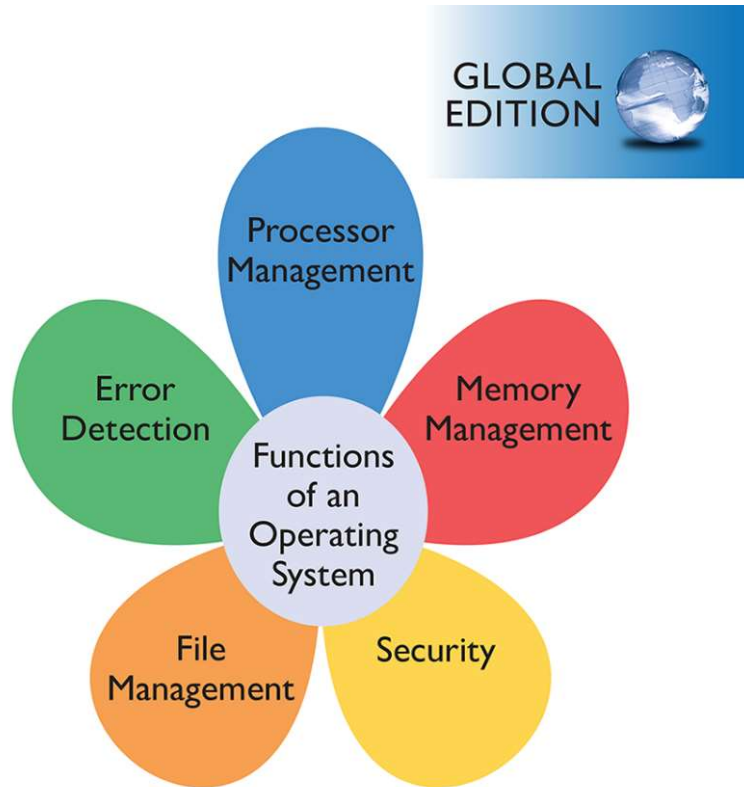 GLOBAL
EDITION
Processor
Management
Error
Detection
Memory
Management
Functions
of an
Operating
System
File
Management
Security